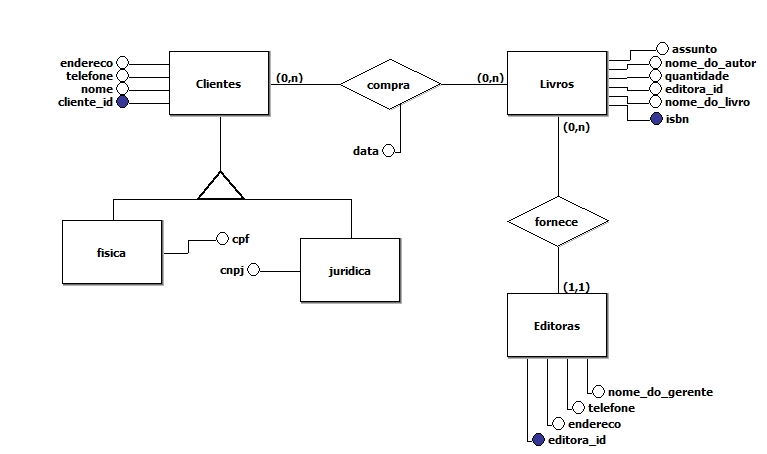 endereco
telefone
nome
cliente_id
Clientes
(0,n)
compra
(0,n)
Livros
assunto
nome_do_autor
quantidade
editora_id
nome_do_livro
isbn
data
(0,n)
fornece
fisica
cpf
cnpj
juridica
(1,1)
Editoras
nome_do_gerente
telefone
endereco
editora_id